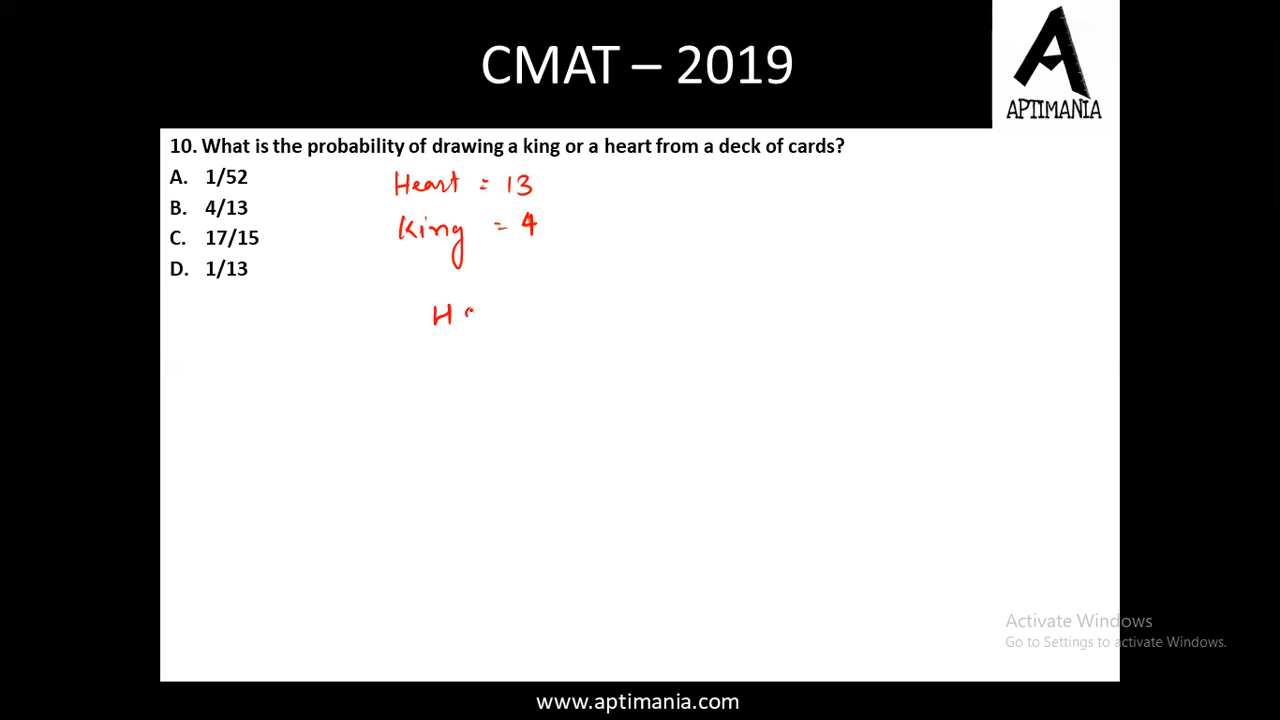 CMAT – 2019
APTIMANIA
10. What is the probability of drawing a king or a heart from a deck of cards?
A. 1/52
B. 4/13
C. 17/15
D. 1/13
Heart = 13
King = 4
H
Activate Windows
Go to Settings to activate Windows.
www.aptimania.com